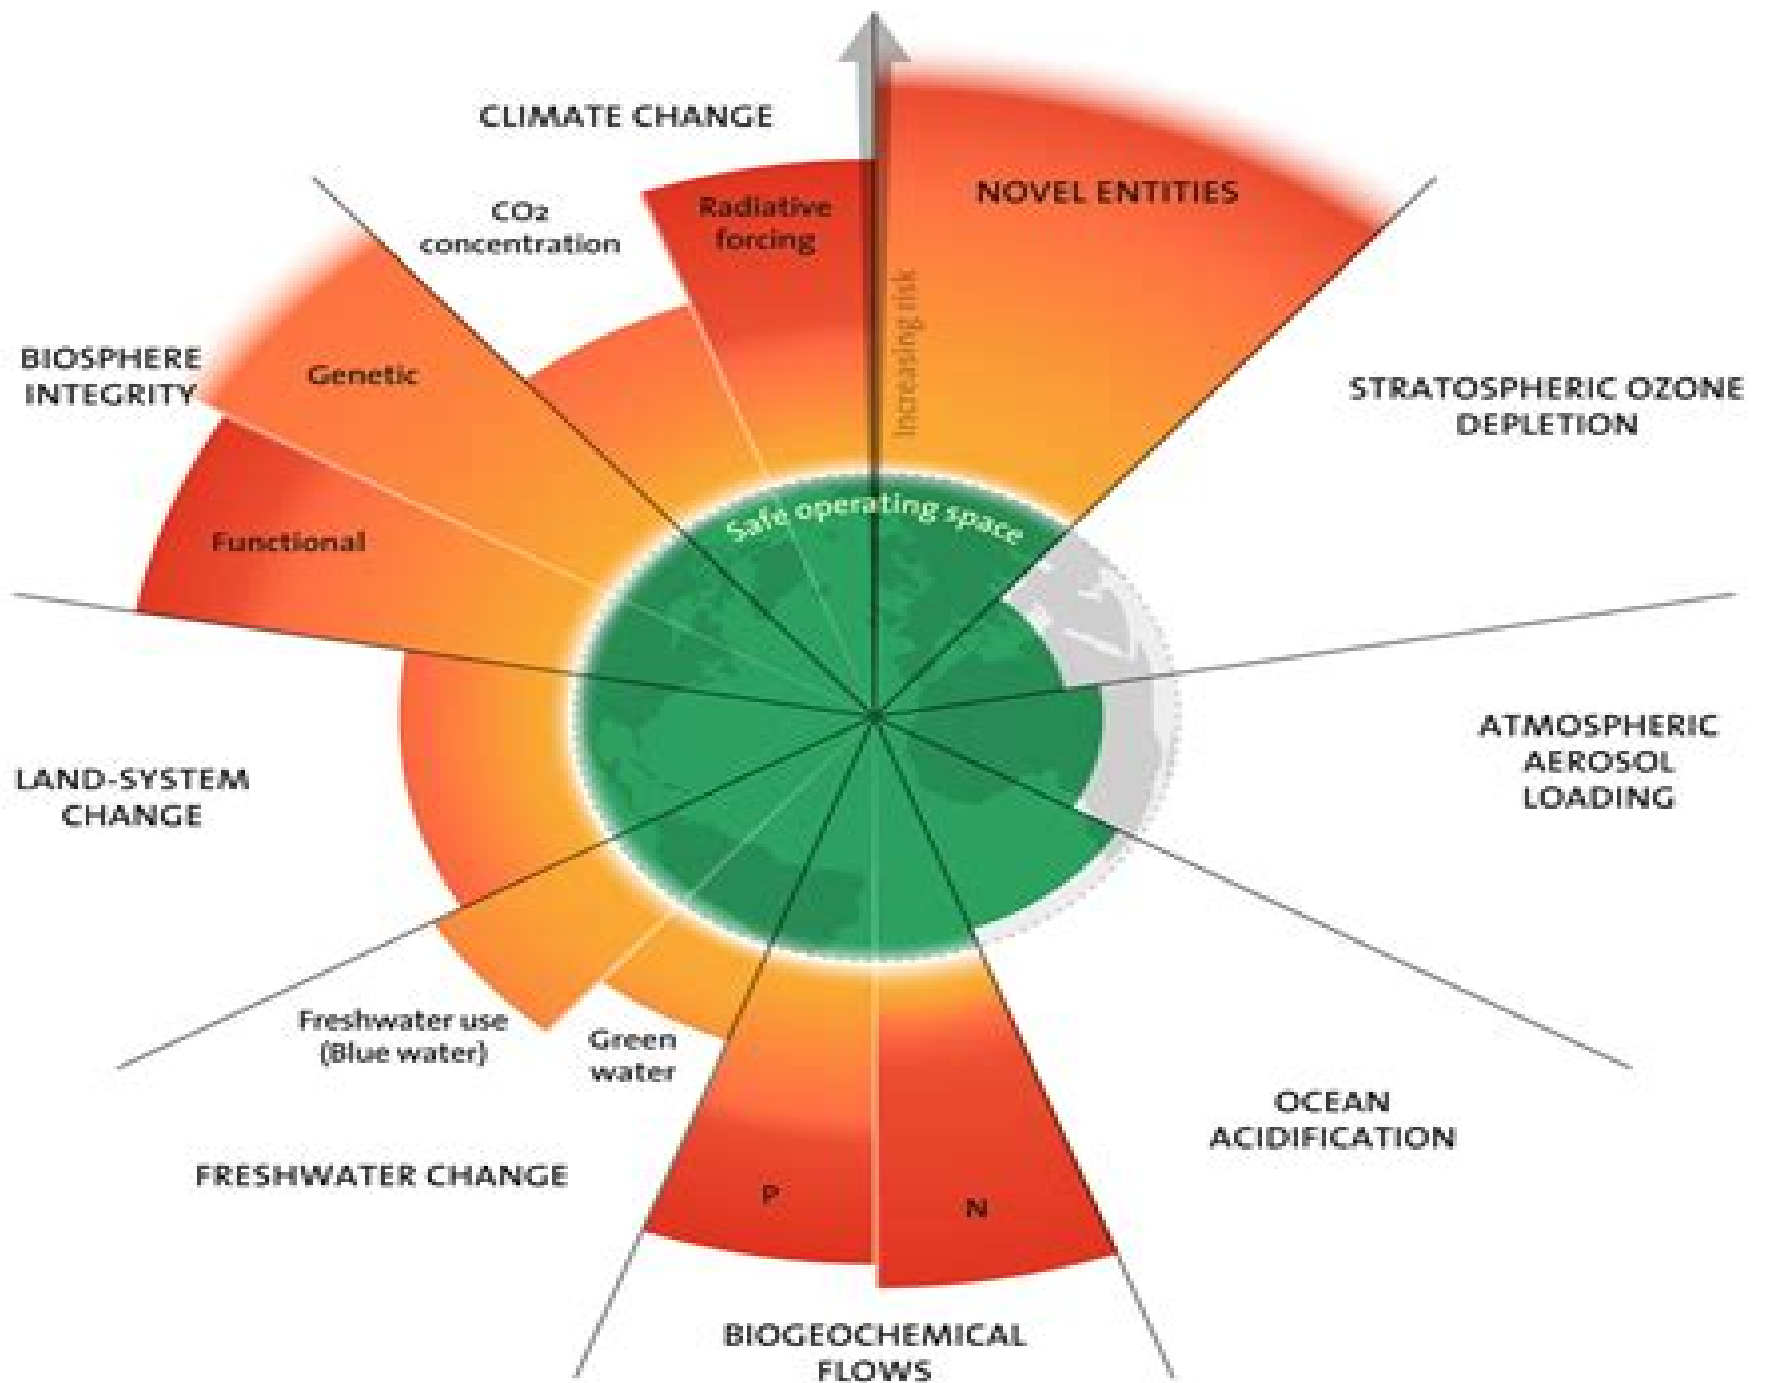 CLIMATE CHANGE
CO2
concentration
Radiative
forcing
NOVEL ENTITIES
Increasing risk
STRATOSPHERIC OZONE
DEPLETION
BIOSPHERE
INTEGRITY
Genetic
Functional
Safe operating space
ATMOSPHERIC
AEROSOL
LOADING
LAND-SYSTEM
CHANGE
Freshwater use
(Blue water)
Green
water
FRESHWATER CHANGE
OCEAN
ACIDIFICATION
P
N
BIOGEOCHEMICAL
FLOWS